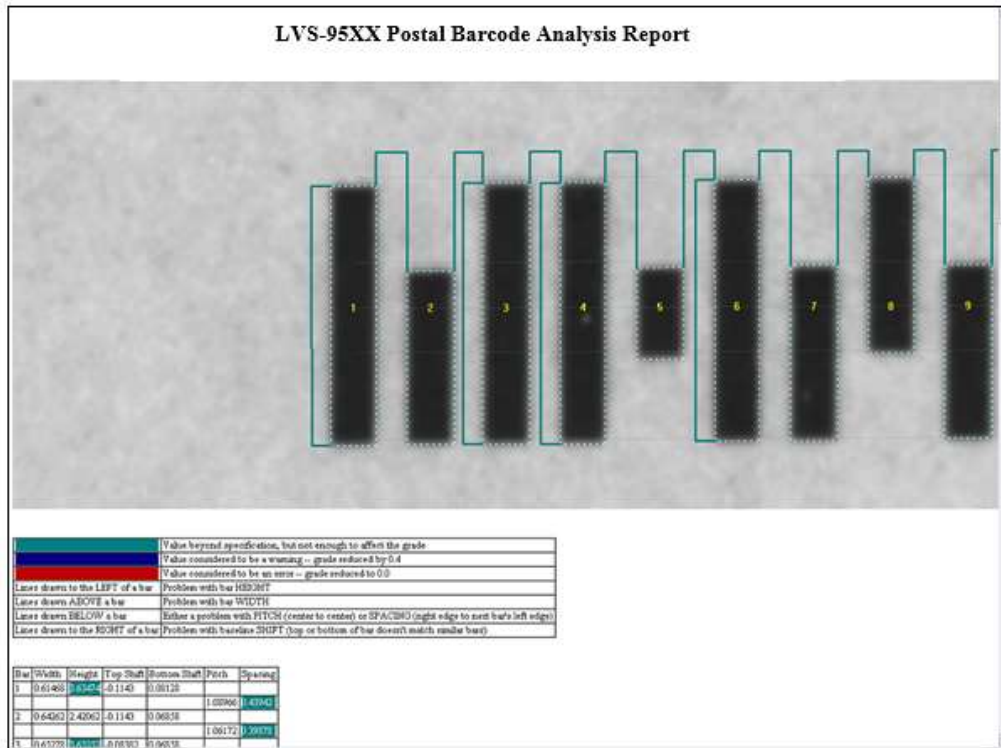 LVS-95XX Postal Barcode Analysis Report
1 2 3 4 5 6 7 8 9
Value beyond specification, but not enough to affect the grade
Value considered to be a warning -- grade reduced by 0.4
Value considered to be an error -- grade reduced to 0.0
Lines drawn to the LEFT of a bar Problem with bar HEIGHT
Lines drawn ABOVE a bar Problem with bar WIDTH
Lines drawn BELOW a bar Either a problem with PITCH (center to center) or SPACING (right edge to next bar's left edge)
Lines drawn to the RIGHT of a bar Problem with baseline SHIFT (top or bottom of bar doesn't match similar bars)
Bar Width Height Top Shift Bottom Shift Pitch Spacing
1 0.61468 -0.1143 0.08128
1.08966
2 0.64262 2.42062 -0.1143 0.06858
1.06172
3 0.65278 -0.08382 0.06858